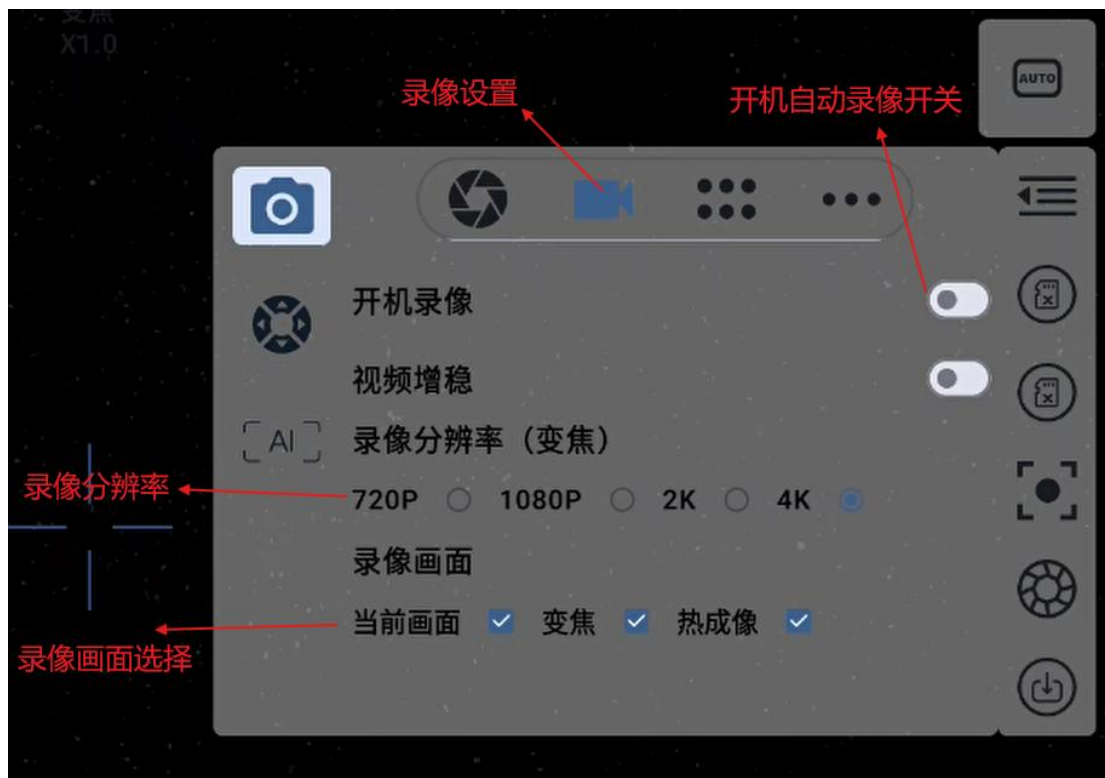 变焦
X1.0
录像设置
开机自动录像开关
AUTO
开机录像
视频增稳
AI
录像分辨率（变焦）
录像分辨率
720P 1080P 2K 4K
录像画面
当前画面 变焦 热成像
录像画面选择